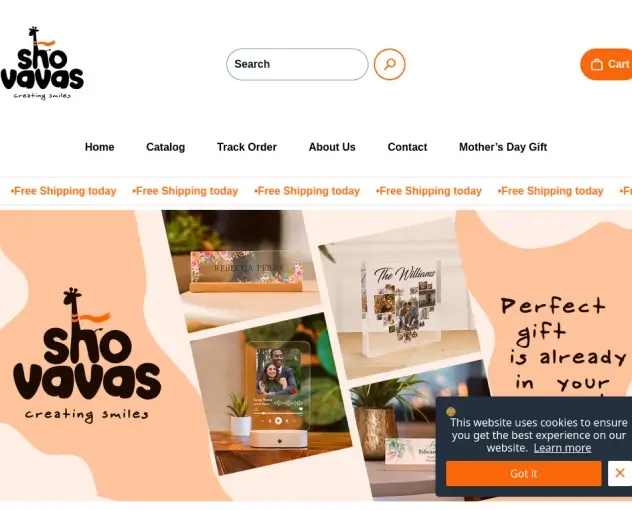 sho
vavas
creating smiles
Search
Cart
Home
Catalog
Track Order
About Us
Contact
Mother's Day Gift
•Free Shipping today •Free Shipping today •Free Shipping today •Free Shipping today •Free Shipping today
sho
vavas
creating smiles
REBECCA PERRY
The Williams
Perfect
gift
is already
in your
This website uses cookies to ensure
you get the best experience on our
website. Learn more
Got it